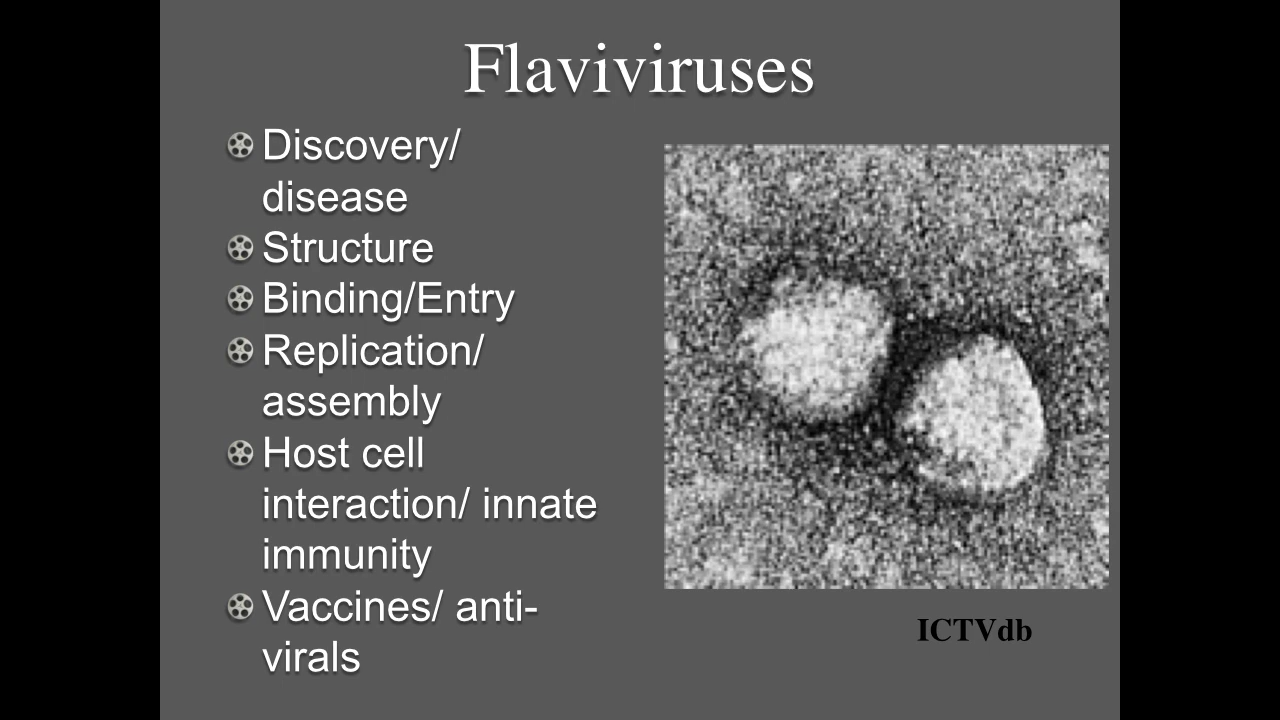 Flaviviruses
Discovery/
disease
Structure
Binding/Entry
Replication/
assembly
Host cell
interaction/ innate
immunity
Vaccines/ anti-
virals
ICTVdb